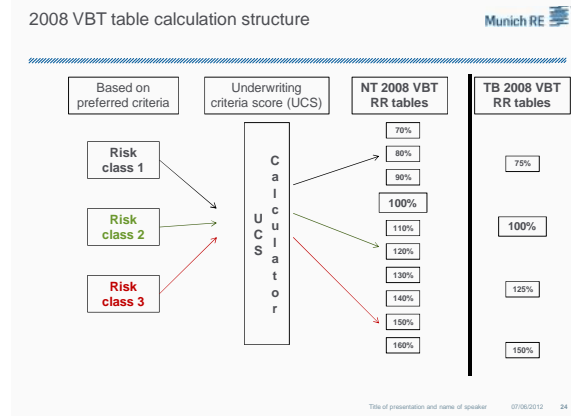 2008 VBT table calculation structure
Munich RE
Based on
preferred criteria
Underwriting
criteria score (UCS)
NT 2008 VBT
RR tables
TB 2008 VBT
RR tables
Risk
class 1
Risk
class 2
Risk
class 3
UCS
Calculator
70%
80%
90%
100%
110%
120%
130%
140%
150%
160%
75%
100%
125%
150%
Title of presentation and name of speaker
07/06/2012
24